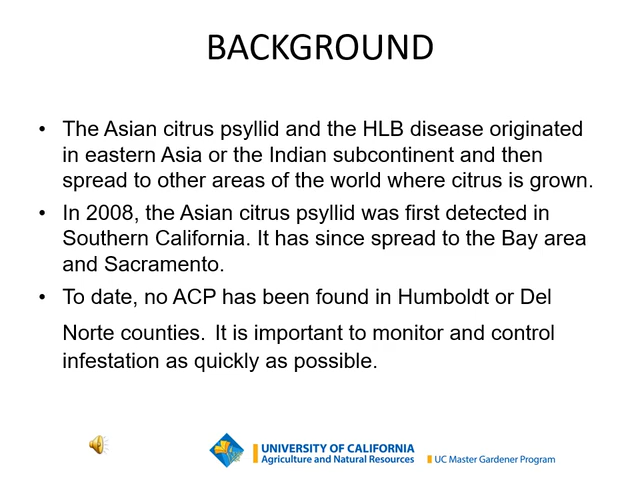 BACKGROUND
• The Asian citrus psyllid and the HLB disease originated
in eastern Asia or the Indian subcontinent and then
spread to other areas of the world where citrus is grown.
• In 2008, the Asian citrus psyllid was first detected in
Southern California. It has since spread to the Bay area
and Sacramento.
• To date, no ACP has been found in Humboldt or Del
Norte counties. It is important to monitor and control
infestation as quickly as possible.
UNIVERSITY OF CALIFORNIA
Agriculture and Natural Resources
UC Master Gardener Program